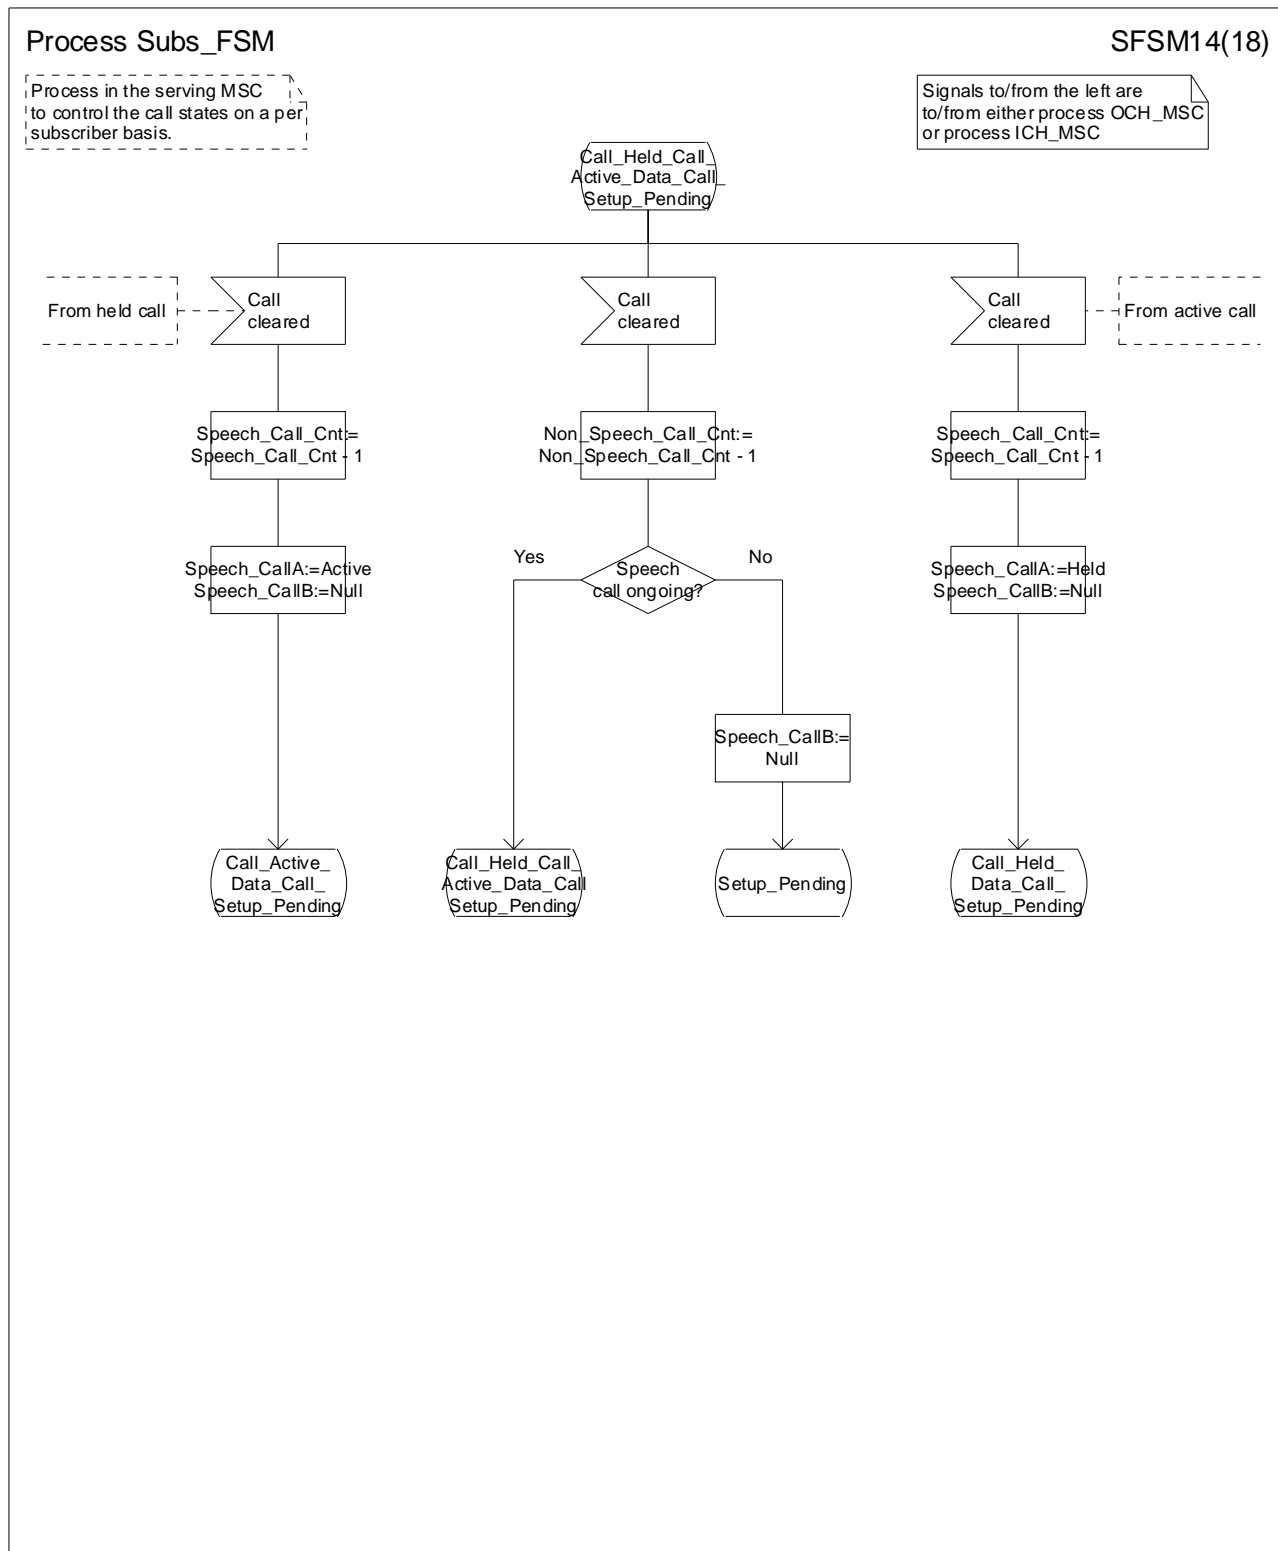 Process Subs_FSM
SFSM14(18)
Process in the serving MSC
to control the call states on a per
subscriber basis.
Signals to/from the left are
to/from either process OCH_MSC
or process ICH_MSC
Call_Held_Call_
Active_Data_Call_
Setup_Pending
From held call
Call
cleared
Call
cleared
Call
cleared
From active call
Speech_Call_Cnt:=
Speech_Call_Cnt - 1
Non_Speech_Call_Cnt:=
Non_Speech_Call_Cnt - 1
Speech_Call_Cnt:=
Speech_Call_Cnt - 1
Speech_CallA:=Active
Speech_CallB:=Null
Yes
Speech
call ongoing?
No
Speech_CallA:=Held
Speech_CallB:=Null
Speech_CallB:=
Null
Call_Active_
Data_Call_
Setup_Pending
Call_Held_Call_
Active_Data_Call
Setup_Pending
Setup_Pending
Call_Held_
Data_Call_
Setup_Pending